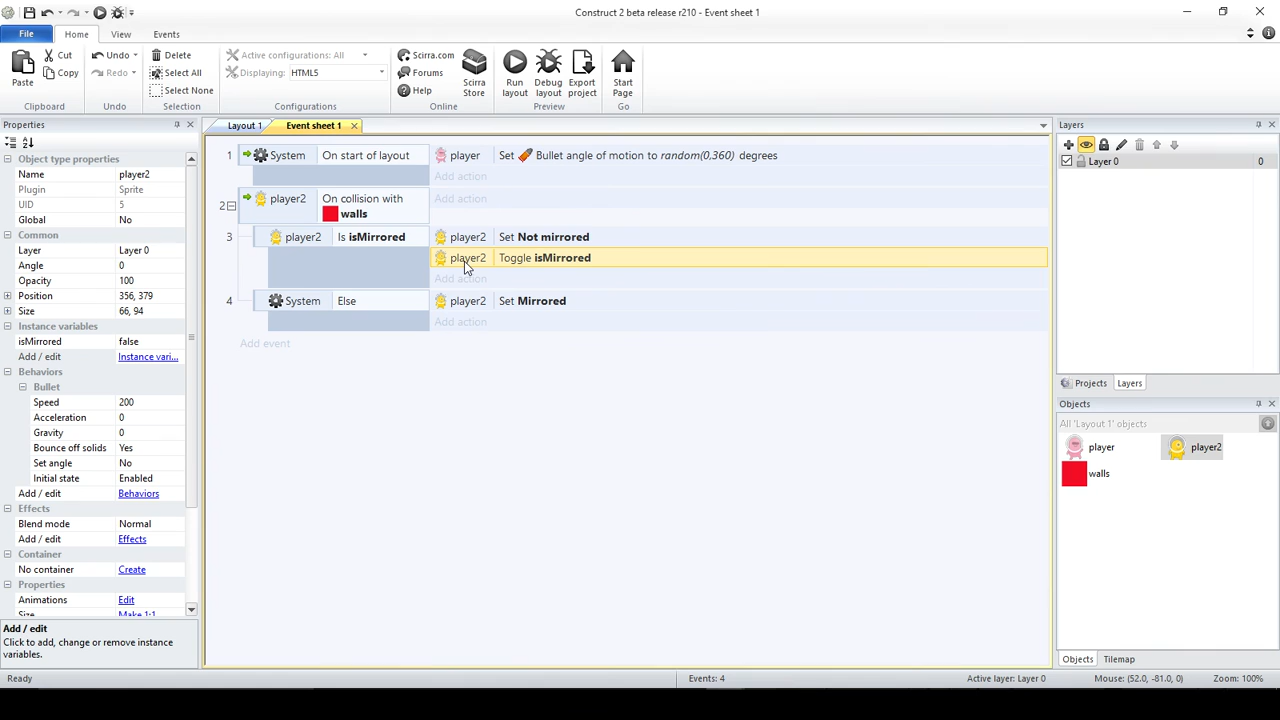 Construct 2 beta release r210 - Event sheet 1
File Home View Events
Paste
Cut
Copy
Clipboard
Undo
Redo
Undo
Delete
Select All
Select None
Selection
Active configurations: All
Displaying: HTML5
Configurations
Scirra.com
Forums
Help
Scirra Store
Online
Run layout
Debug layout
Export project
Preview
Start Page
Go
Properties
Object type properties
Name player2
Plugin Sprite
UID 5
Global No
Common
Layer Layer 0
Angle 0
Opacity 100
Position 356, 379
Size 66, 94
Instance variables
isMirrored false
Add / edit Instance vari...
Behaviors
Bullet
Speed 200
Acceleration 0
Gravity 0
Bounce off solids Yes
Set angle No
Initial state Enabled
Add / edit Behaviors
Effects
Blend mode Normal
Add / edit Effects
Container
No container Create
Properties
Animations Edit
Size Make 1:1
Add / edit
Click to add, change or remove instance
variables.
Layout 1 Event sheet 1
1 System On start of layout player Set Bullet angle of motion to random(0,360) degrees
Add action
2 player2 On collision with walls Add action
3 player2 Is isMirrored player2 Set Not mirrored
player2 Toggle isMirrored
Add action
4 System Else player2 Set Mirrored
Add action
Add event
Layers
Layer 0 0
Projects Layers
Objects
All 'Layout 1' objects
player player2
walls
Objects Tilemap
Ready Events: 4 Active layer: Layer 0 Mouse: (52.0, -81.0, 0) Zoom: 100%